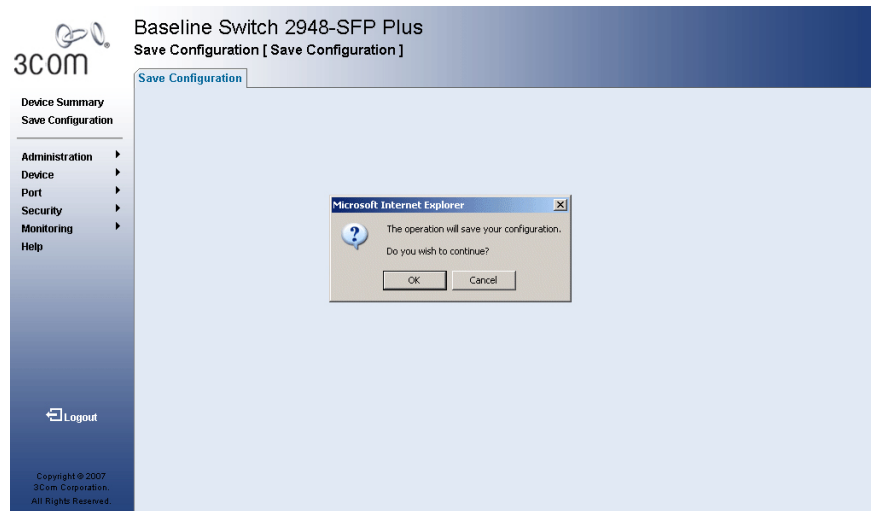 3COM
Baseline Switch 2948-SFP Plus
Save Configuration [ Save Configuration ]
Save Configuration
Device Summary
Save Configuration
Administration
Device
Port
Security
Monitoring
Help
Microsoft Internet Explorer
The operation will save your configuration.
Do you wish to continue?
OK Cancel
Logout
Copyright © 2007
3Com Corporation.
All Rights Reserved.